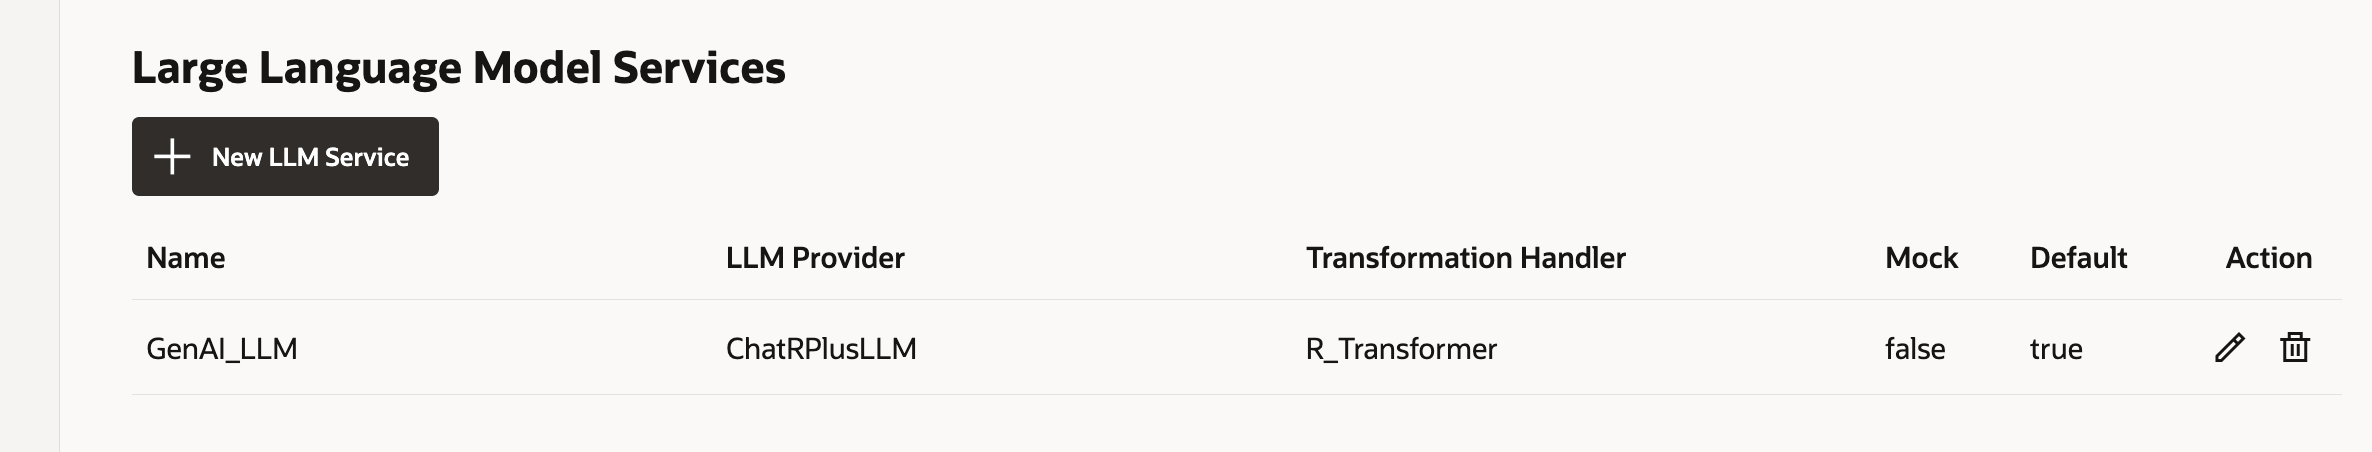 Large Language Model Services
New LLM Service
Name LLM Provider Transformation Handler Mock Default Action
GenAI_LLM ChatRPlusLLM R_Transformer false true